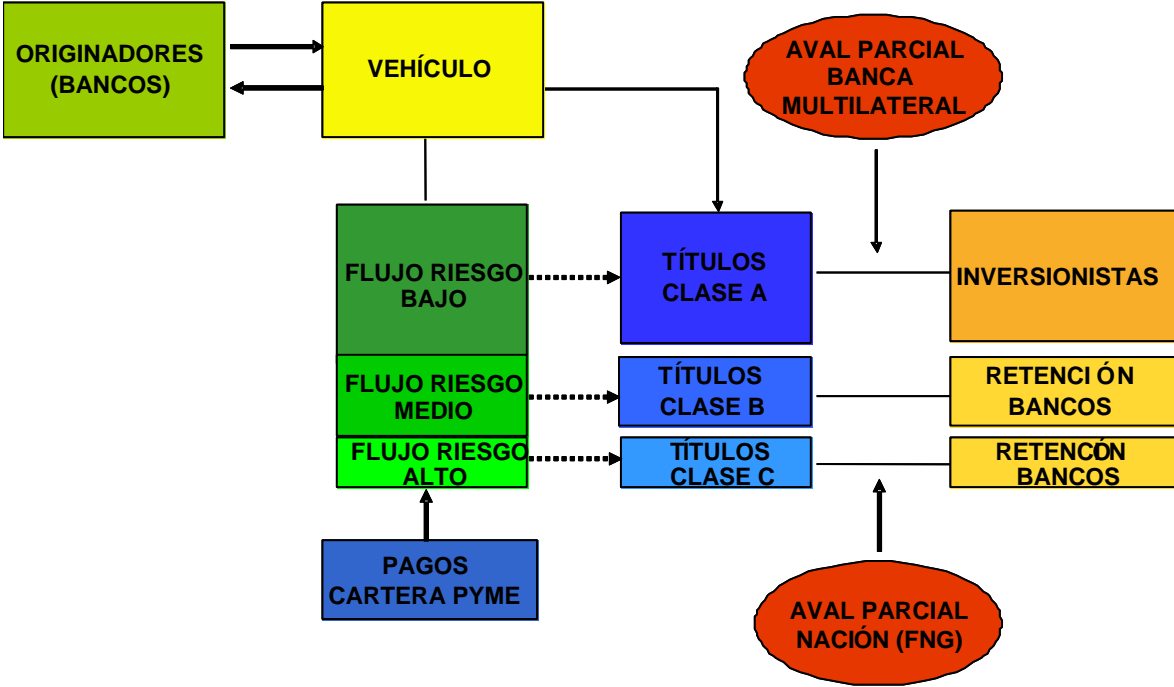 ORIGINADORES
(BANCOS)
VEHÍCULO
AVAL PARCIAL
BANCA
MULTILATERAL
FLUJO RIESGO
BAJO
TÍTULOS
CLASE A
INVERSIONISTAS
FLUJO RIESGO
MEDIO
TÍTULOS
CLASE B
RETENCI ÓN
BANCOS
FLUJO RIESGO
ALTO
TÍTULOS
CLASE C
RETENCIÓN
BANCOS
PAGOS
CARTERA PYME
AVAL PARCIAL
NACIÓN (FNG)